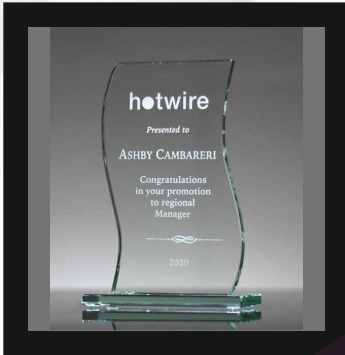 hotwire
Presented to
ASHBY CAMBARERI
Congratulations
in your promotion
to regional
Manager
2020